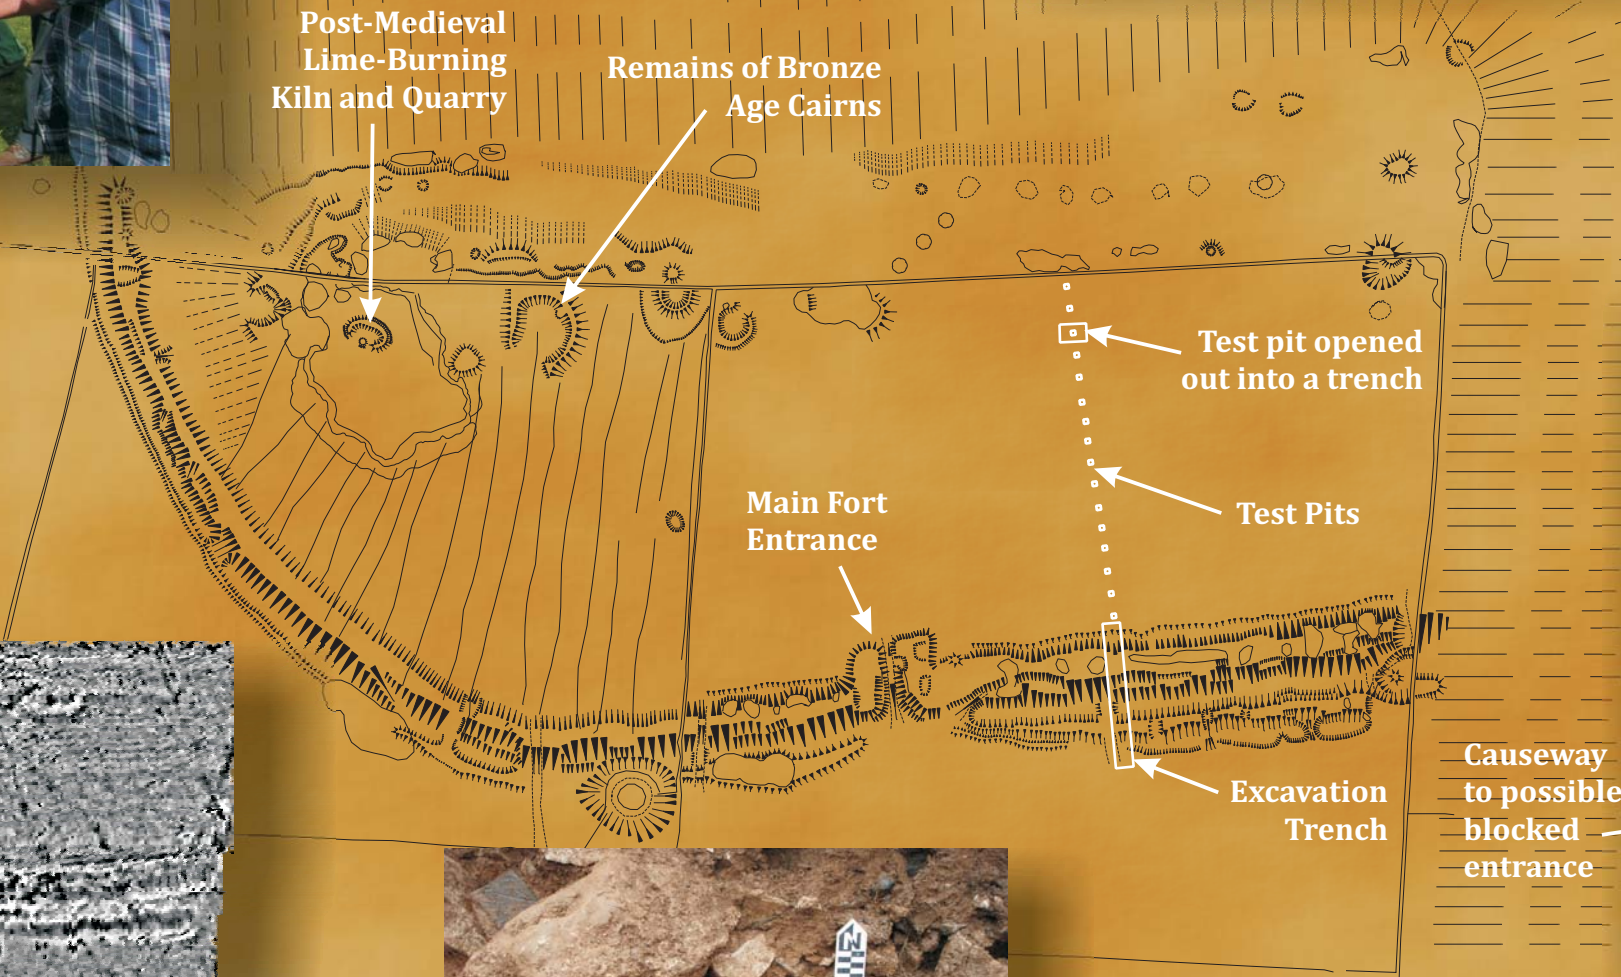 Post-Medieval
Lime-Burning
Kiln and Quarry
Remains of Bronze
Age Cairns
Test pit opened
out into a trench
Main Fort
Entrance
Test Pits
Excavation
Trench
Causeway
to possible
blocked
entrance
N